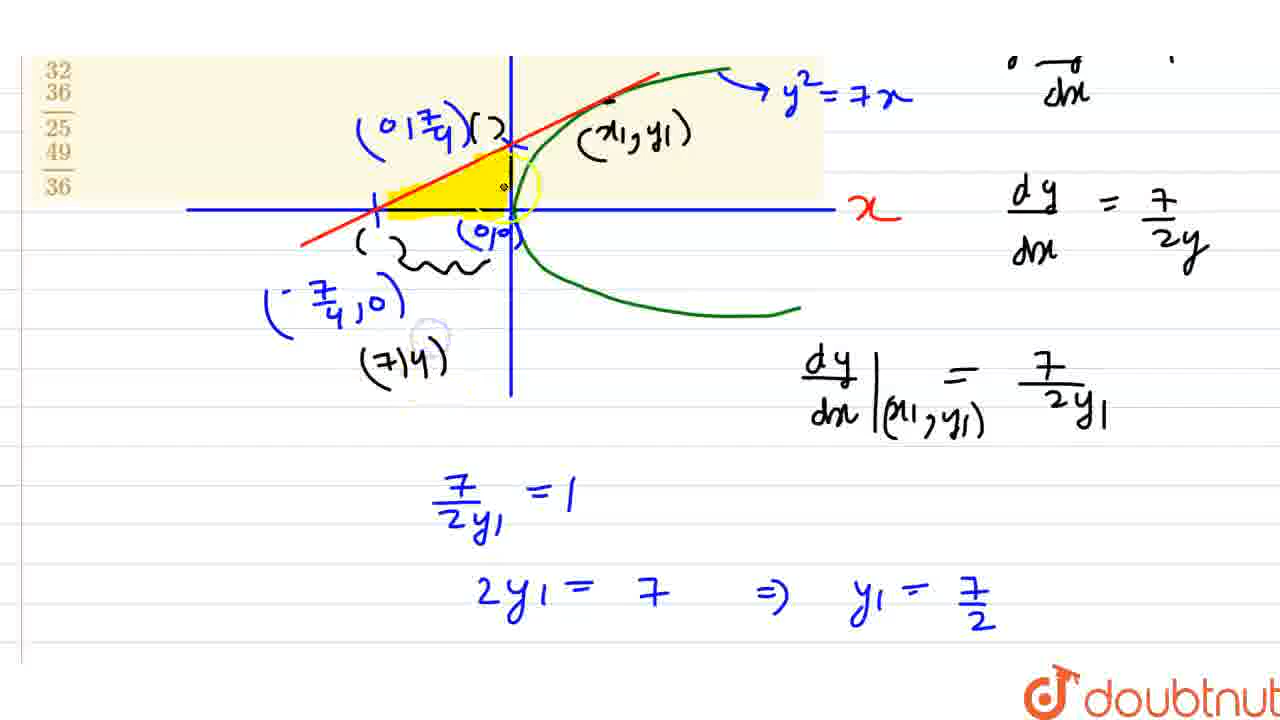 32
36
25
49
36
(0, 7/4) ( )
y² = 7x
(x₁, y₁)
dx
x
(0,0)
( )
(-7/4, 0)
(7/4)
dy/dx = 7/2y
dy/dx |(x₁, y₁) = 7/2y₁
7/2y₁ = 1
2y₁ = 7 ⇒ y₁ = 7/2
doubtnut